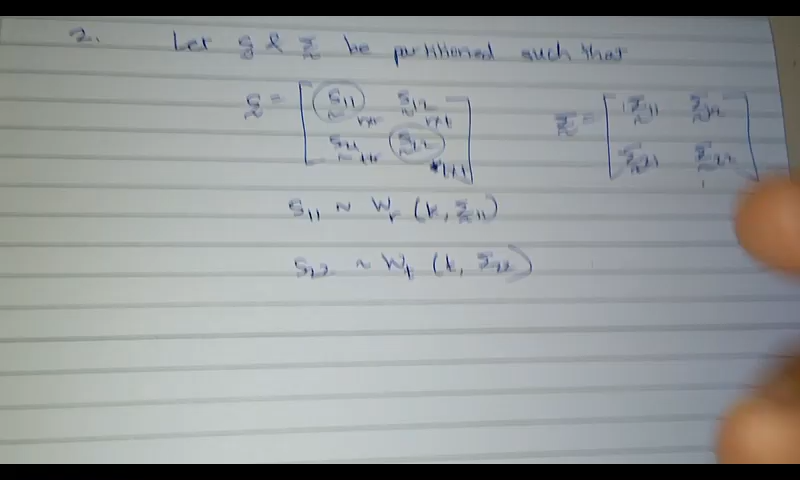 2. Let S & Σ be partitioned such that
S = [ S11 r×r S12 r×t Σ = [ Σ11 Σ12
S21 t×r S22 t×t ] Σ21 Σ22 ]
S11 ~ Wr (k, Σ11)
S22 ~ Wt (k, Σ22)